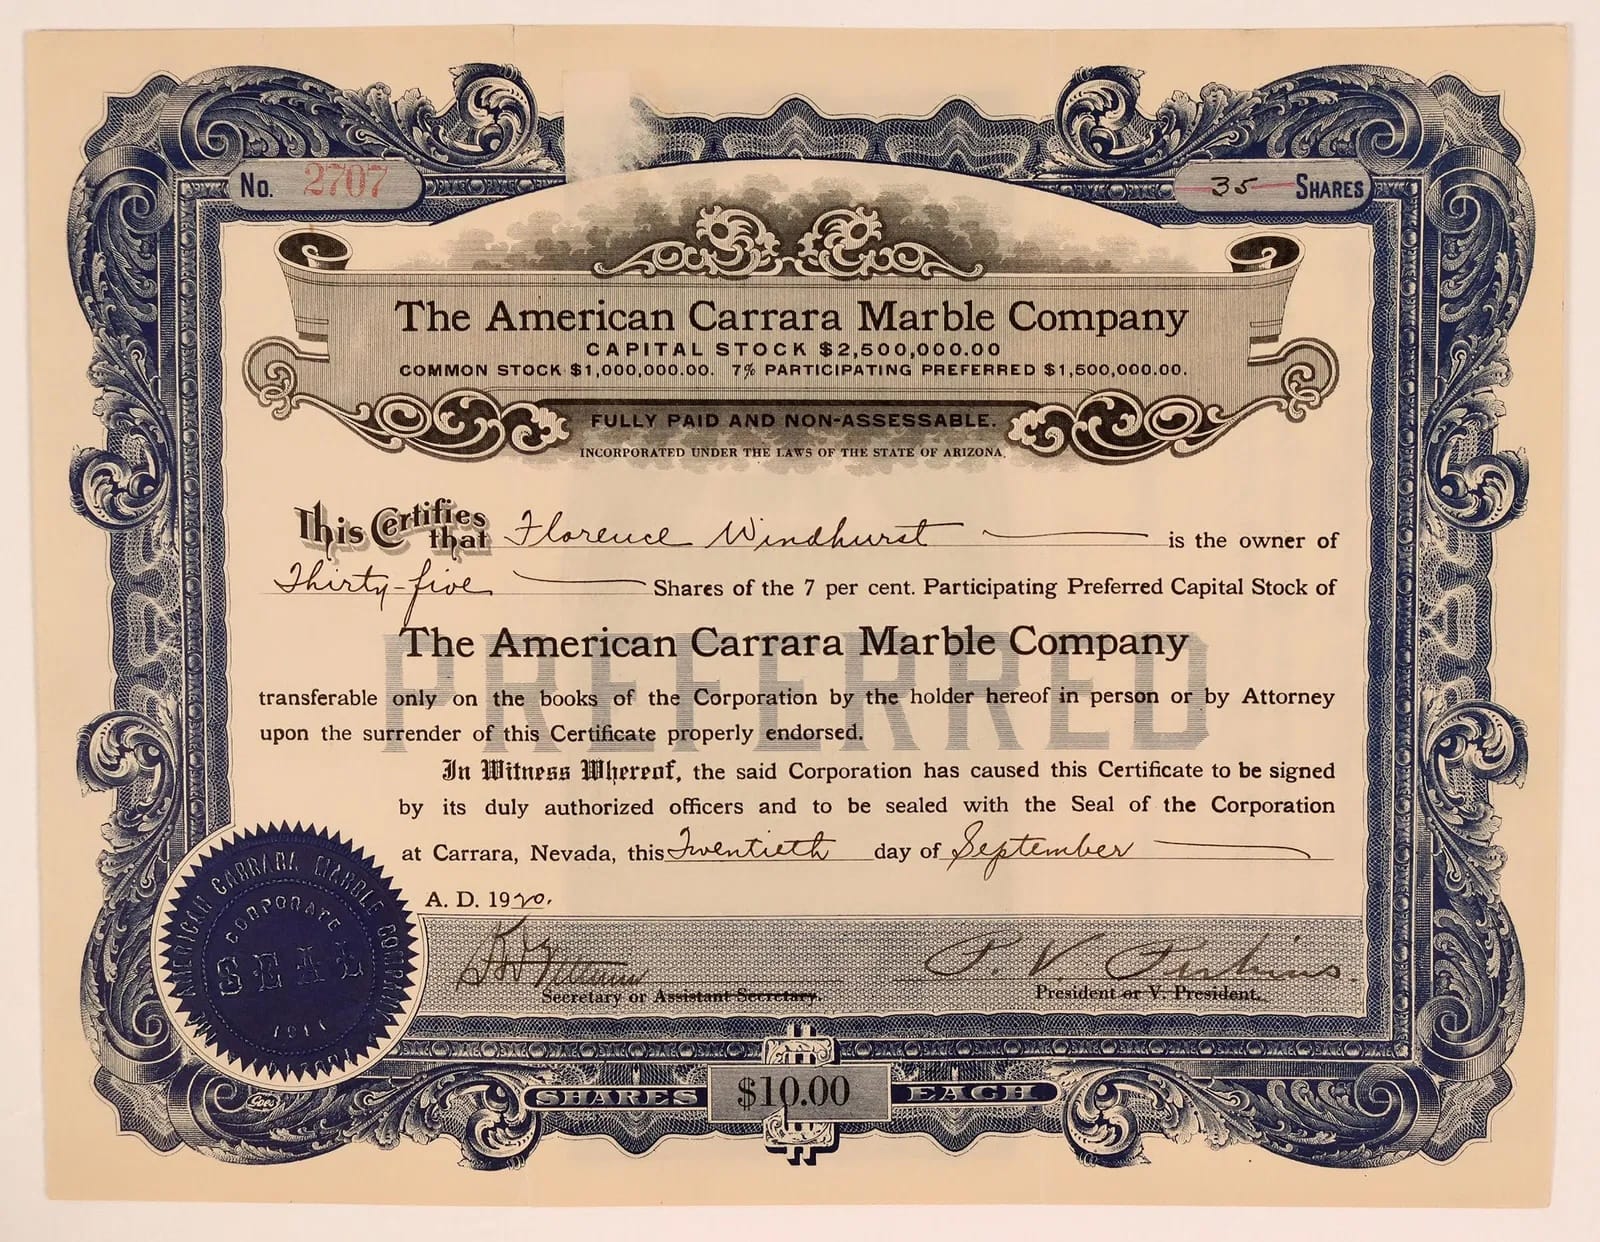 No. 2707
35 SHARES
The American Carrara Marble Company
CAPITAL STOCK $2,500,000.00
COMMON STOCK $1,000,000.00. 7% PARTICIPATING PREFERRED $1,500,000.00.
FULLY PAID AND NON-ASSESSABLE.
INCORPORATED UNDER THE LAWS OF THE STATE OF ARIZONA.
This Certifies that Florence Windhurst is the owner of
Thirty-five Shares of the 7 per cent. Participating Preferred Capital Stock of
The American Carrara Marble Company
PREFERRED
transferable only on the books of the Corporation by the holder hereof in person or by Attorney
upon the surrender of this Certificate properly endorsed.
In Witness Whereof, the said Corporation has caused this Certificate to be signed
by its duly authorized officers and to be sealed with the Seal of the Corporation
at Carrara, Nevada, this Twentieth day of September
A. D. 1920.
P. V. Perkins.
Secretary or Assistant Secretary.
President or V. President.
THE AMERICAN CARRARA MARBLE COMPANY
CORPORATE
SEAL
1911
ARIZONA
Goes
SHARES $10.00 EACH